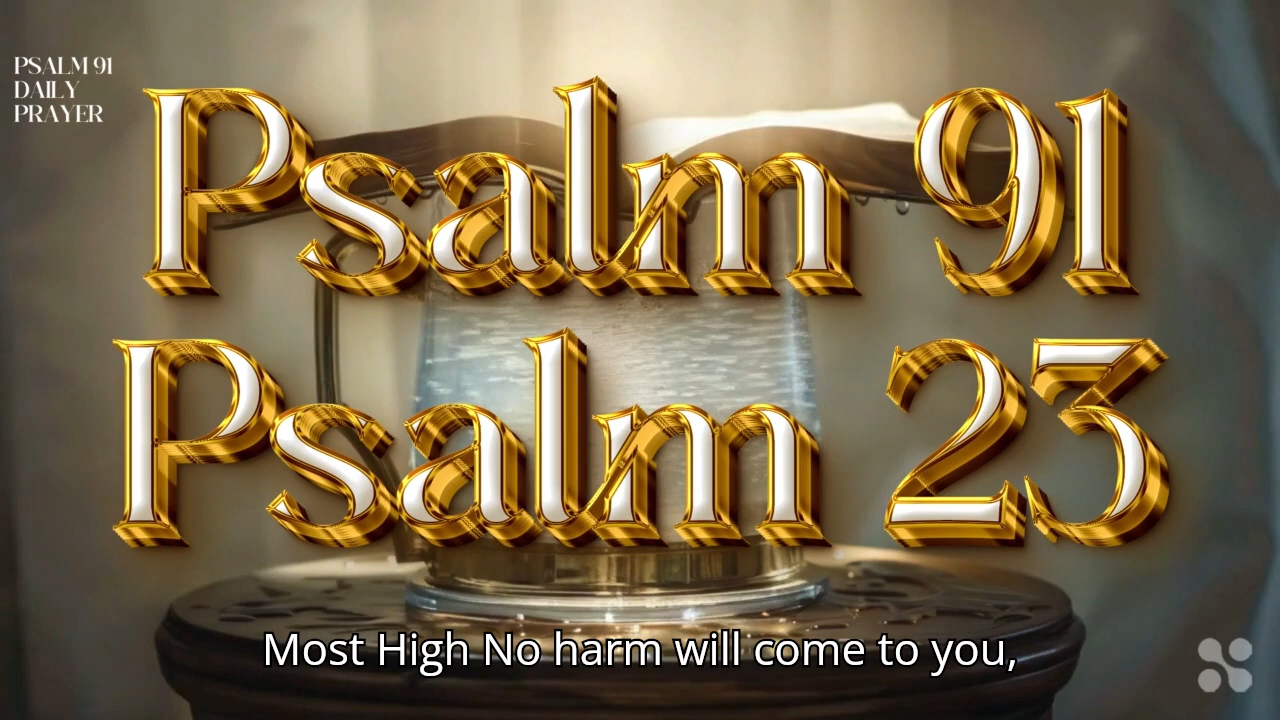 PSALM 91
DAILY
PRAYER
Psalm 91
Psalm 23
Most High No harm will come to you,